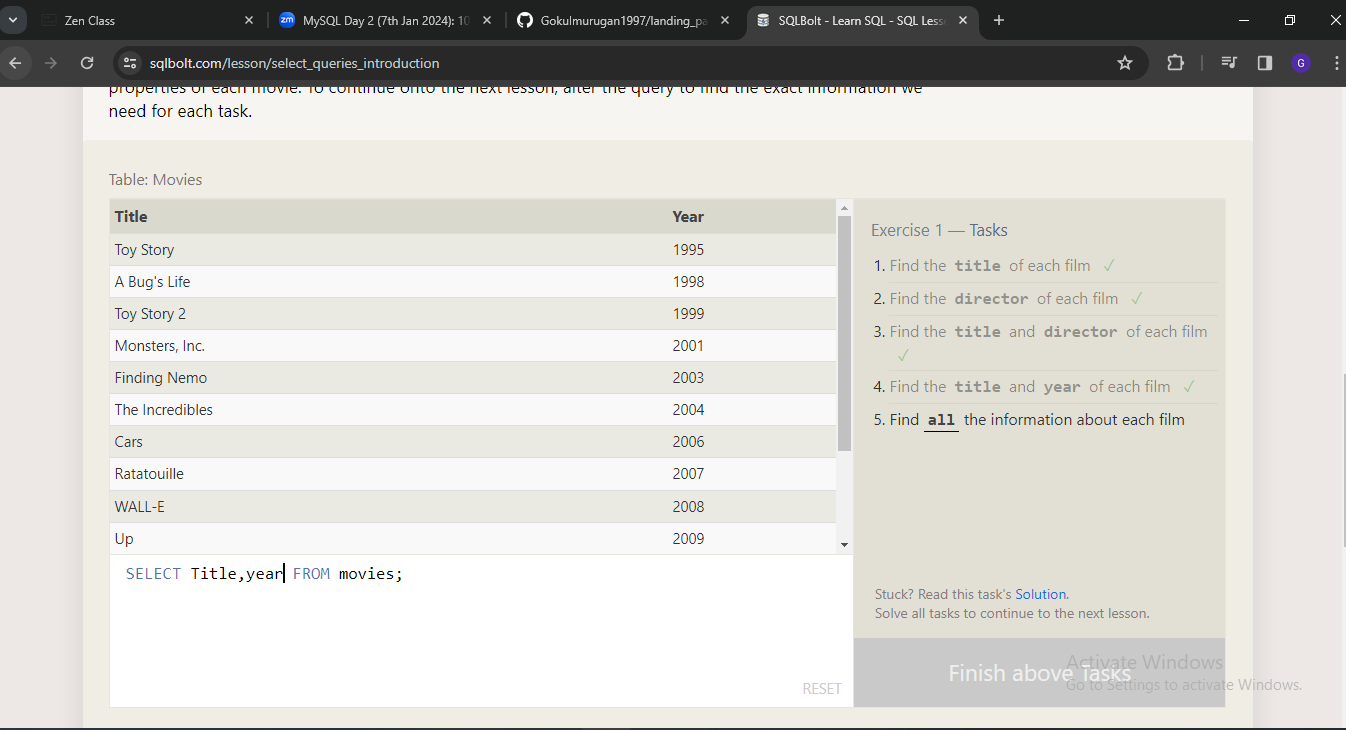 Zen Class
MySQL Day 2 (7th Jan 2024): 10
Gokulmurugan1997/landing_pa
SQLBolt - Learn SQL - SQL Less
sqlbolt.com/lesson/select_queries_introduction
G
properties of each movie. To continue onto the next lesson, alter the query to find the exact information we
need for each task.
Table: Movies
Title Year
Toy Story 1995
A Bug's Life 1998
Toy Story 2 1999
Monsters, Inc. 2001
Finding Nemo 2003
The Incredibles 2004
Cars 2006
Ratatouille 2007
WALL-E 2008
Up 2009
SELECT Title,year FROM movies;
RESET
Exercise 1 — Tasks
1. Find the title of each film ✓
2. Find the director of each film ✓
3. Find the title and director of each film
✓
4. Find the title and year of each film ✓
5. Find all the information about each film
Stuck? Read this task's Solution.
Solve all tasks to continue to the next lesson.
Finish above Tasks
Activate Windows
Go to Settings to activate Windows.